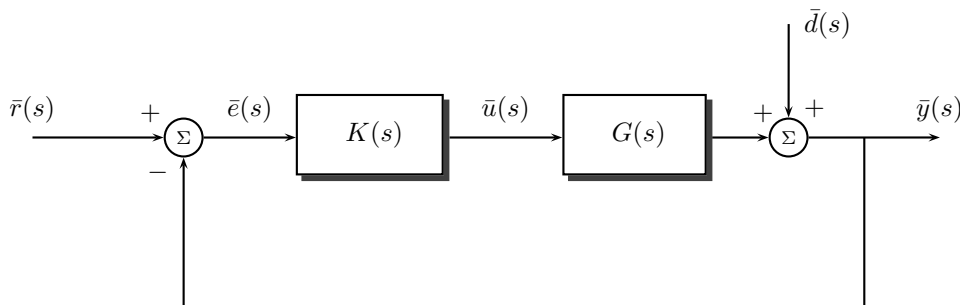 d̄(s)
r̄(s) + ē(s) K(s) ū(s) G(s) + + ȳ(s)
Σ Σ
−